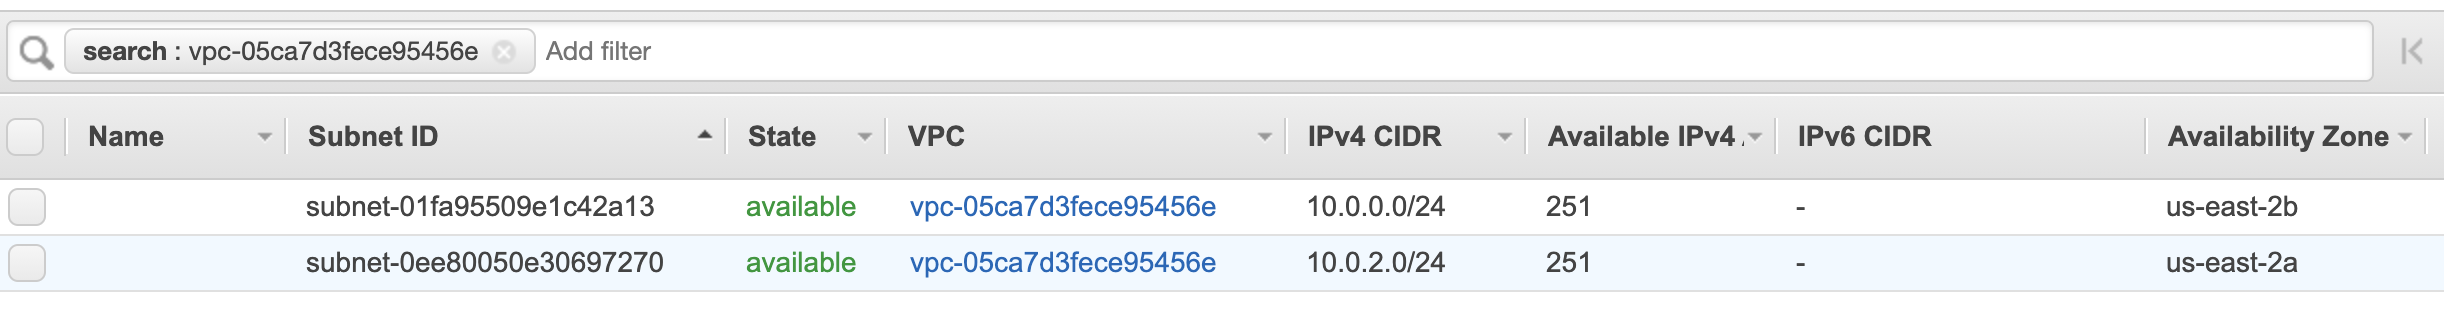 search : vpc-05ca7d3fece95456e Add filter
Name Subnet ID State VPC IPv4 CIDR Available IPv4 IPv6 CIDR Availability Zone
subnet-01fa95509e1c42a13 available vpc-05ca7d3fece95456e 10.0.0.0/24 251 - us-east-2b
subnet-0ee80050e30697270 available vpc-05ca7d3fece95456e 10.0.2.0/24 251 - us-east-2a